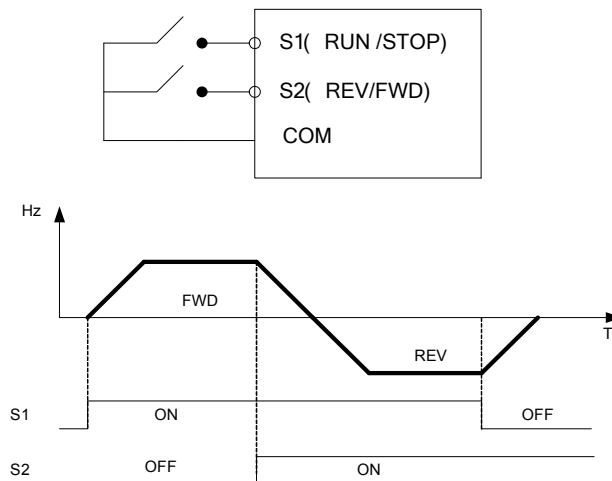 S1( RUN /STOP)
S2( REV/FWD)
COM
Hz
FWD
T
REV
S1 ON OFF
S2 OFF ON